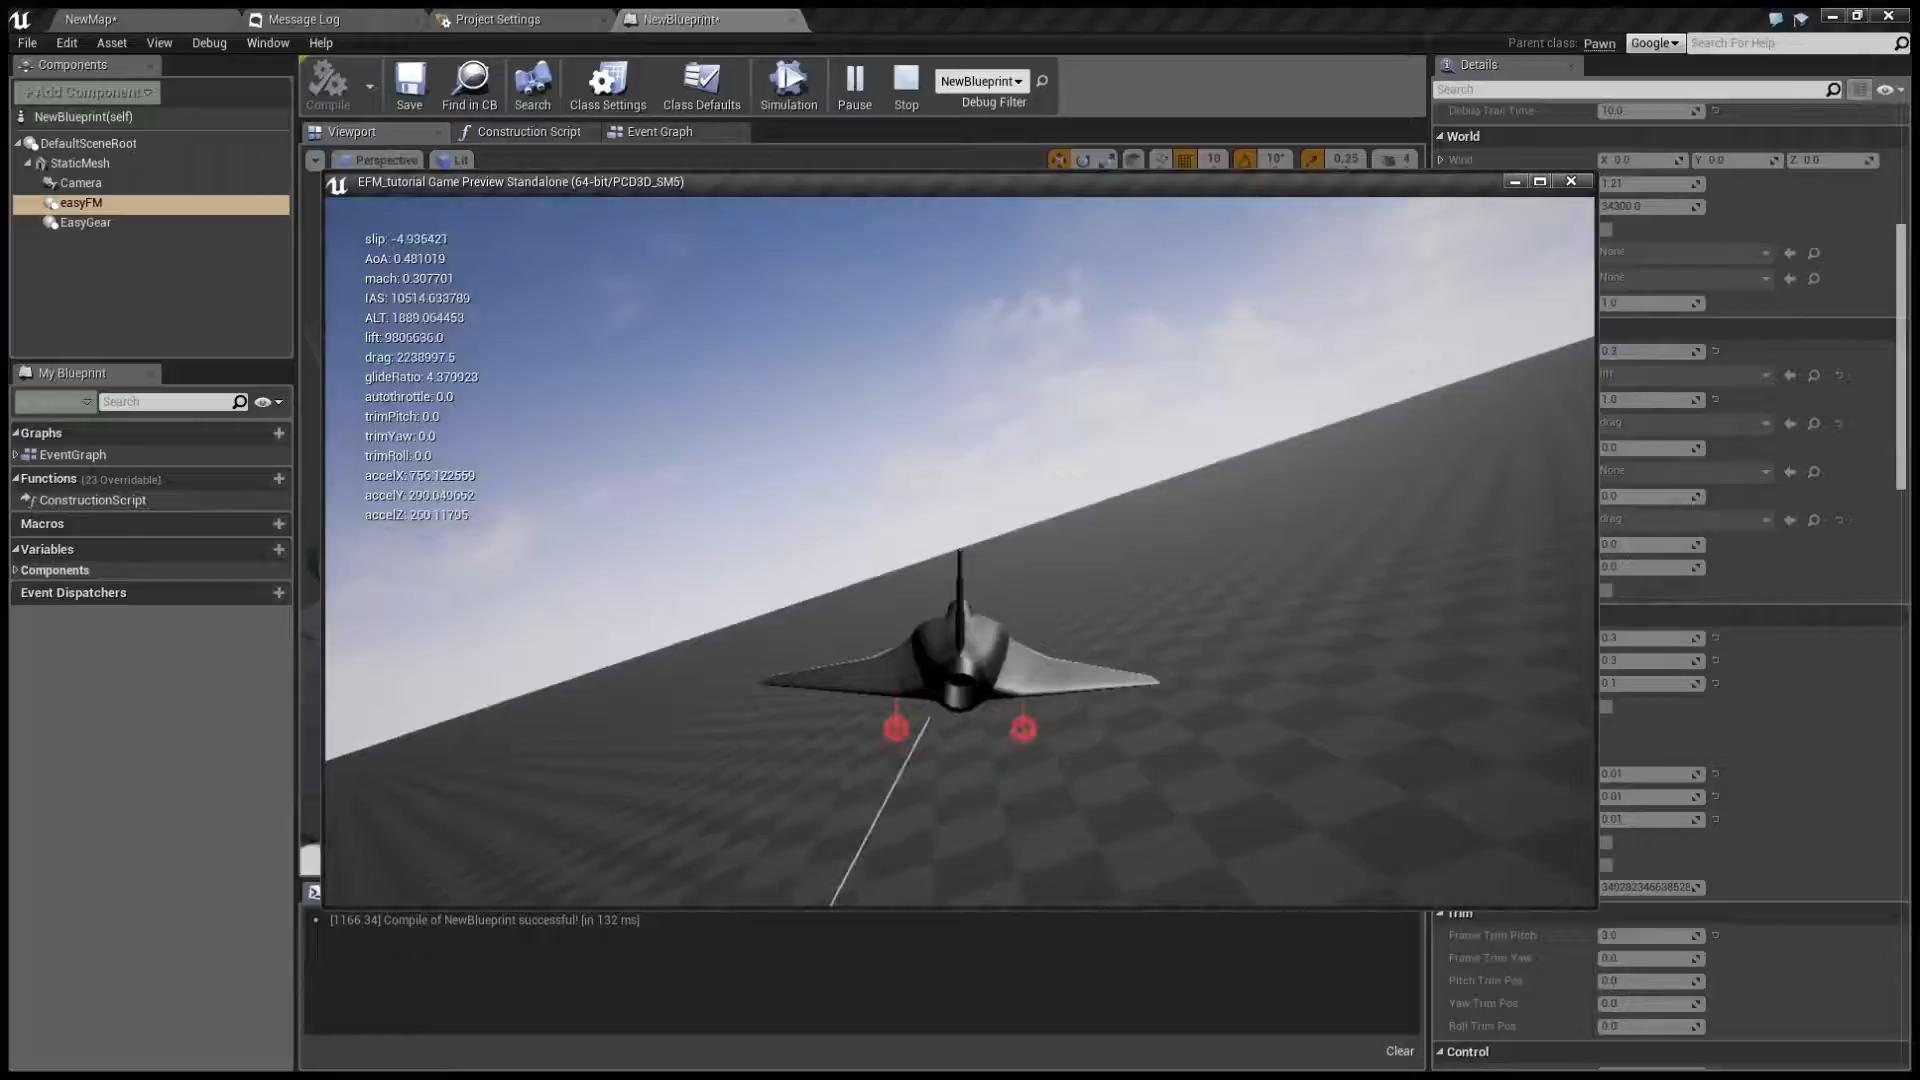 NewMap*
Message Log
Project Settings
NewBlueprint*
File Edit Asset View Debug Window Help
Parent class: Pawn
Google
Search For Help
Components
+ Add Component
NewBlueprint(self)
DefaultSceneRoot
StaticMesh
Camera
easyFM
EasyGear
Compile
Save
Find in CB
Search
Class Settings
Class Defaults
Simulation
Pause
Stop
NewBlueprint
Debug Filter
Viewport
Construction Script
Event Graph
Perspective
Lit
10
10°
0.25
4
EFM_tutorial Game Preview Standalone (64-bit/PCD3D_SM5)
slip: -4.935421
AoA: 0.481019
mach: 0.307701
IAS: 10514.633789
ALT: 1889.064453
lift: 9806636.0
drag: 2238997.5
glideRatio: 4.379923
autothrottle: 0.0
trimPitch: 0.0
trimYaw: 0.0
trimRoll: 0.0
accelX: 756.122559
accelY: 290.049062
accelZ: 260.11795
My Blueprint
Search
Graphs
EventGraph
Functions (23 Overridable)
ConstructionScript
Macros
Variables
Components
Event Dispatchers
[1166.34] Compile of NewBlueprint successful! [in 132 ms]
Clear
Details
Search
Debug Trail Time 10.0
World
Wind X 0.0 Y 0.0 Z 0.0
1.21
34300.0
None
None
1.0
0.3
lift
1.0
drag
0.0
None
0.0
drag
0.0
0.0
0.3
0.3
0.1
0.01
0.01
0.01
340282346638528
Trim
Frame Trim Pitch 3.0
Frame Trim Yaw 0.0
Pitch Trim Pos 0.0
Yaw Trim Pos 0.0
Roll Trim Pos 0.0
Control